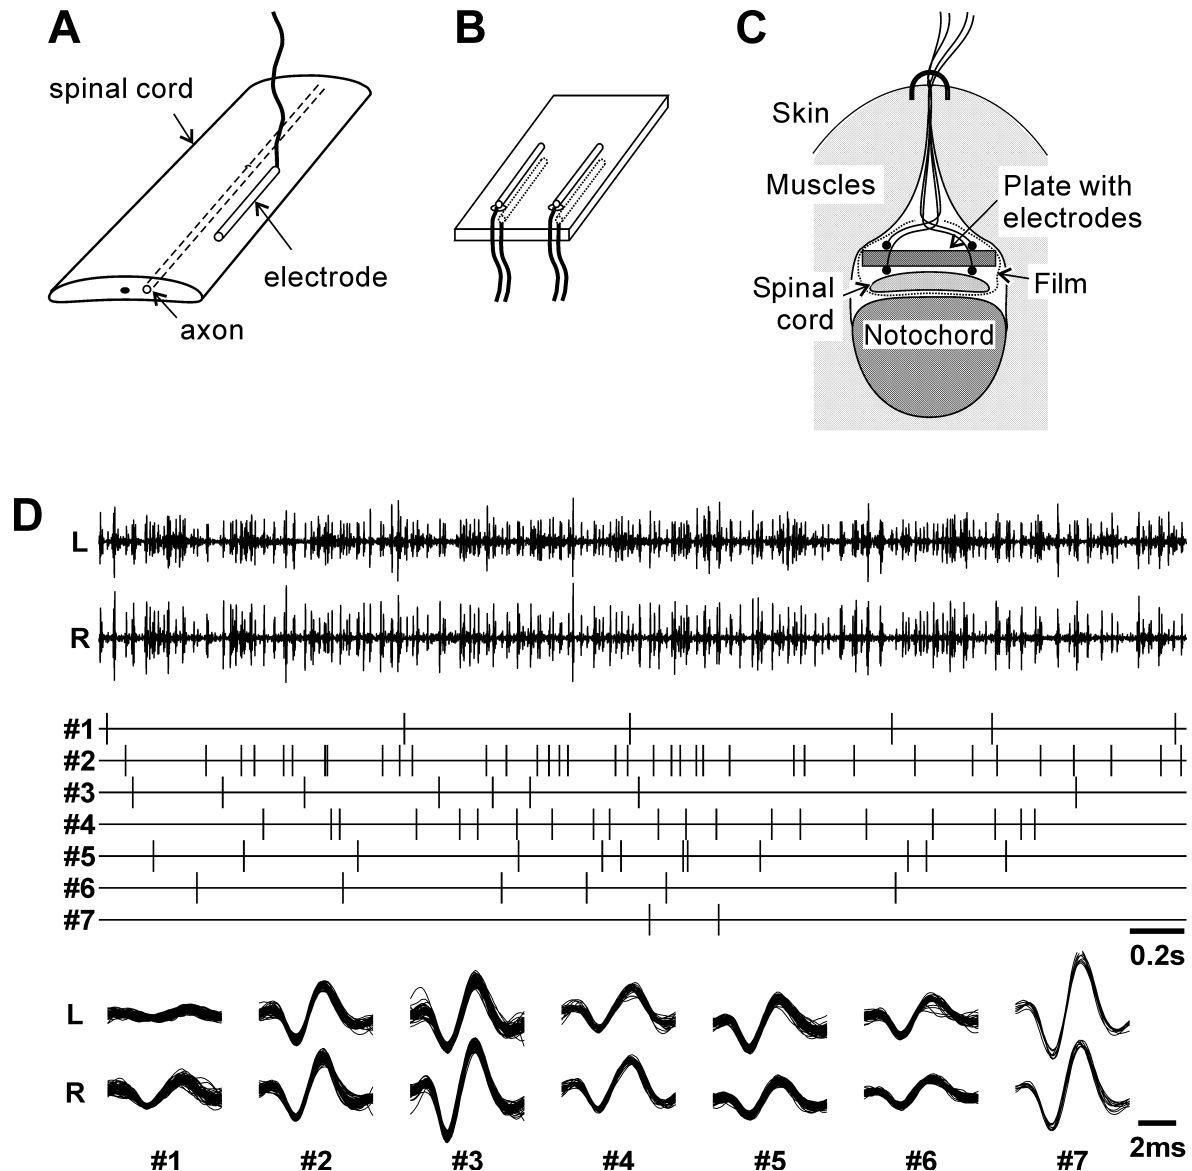 A
B
C
spinal cord
electrode
axon
Skin
Muscles
Plate with
electrodes
Spinal
cord
Film
Notochord
D
L
R
#1
#2
#3
#4
#5
#6
#7
0.2s
L
R
2ms
#1 #2 #3 #4 #5 #6 #7